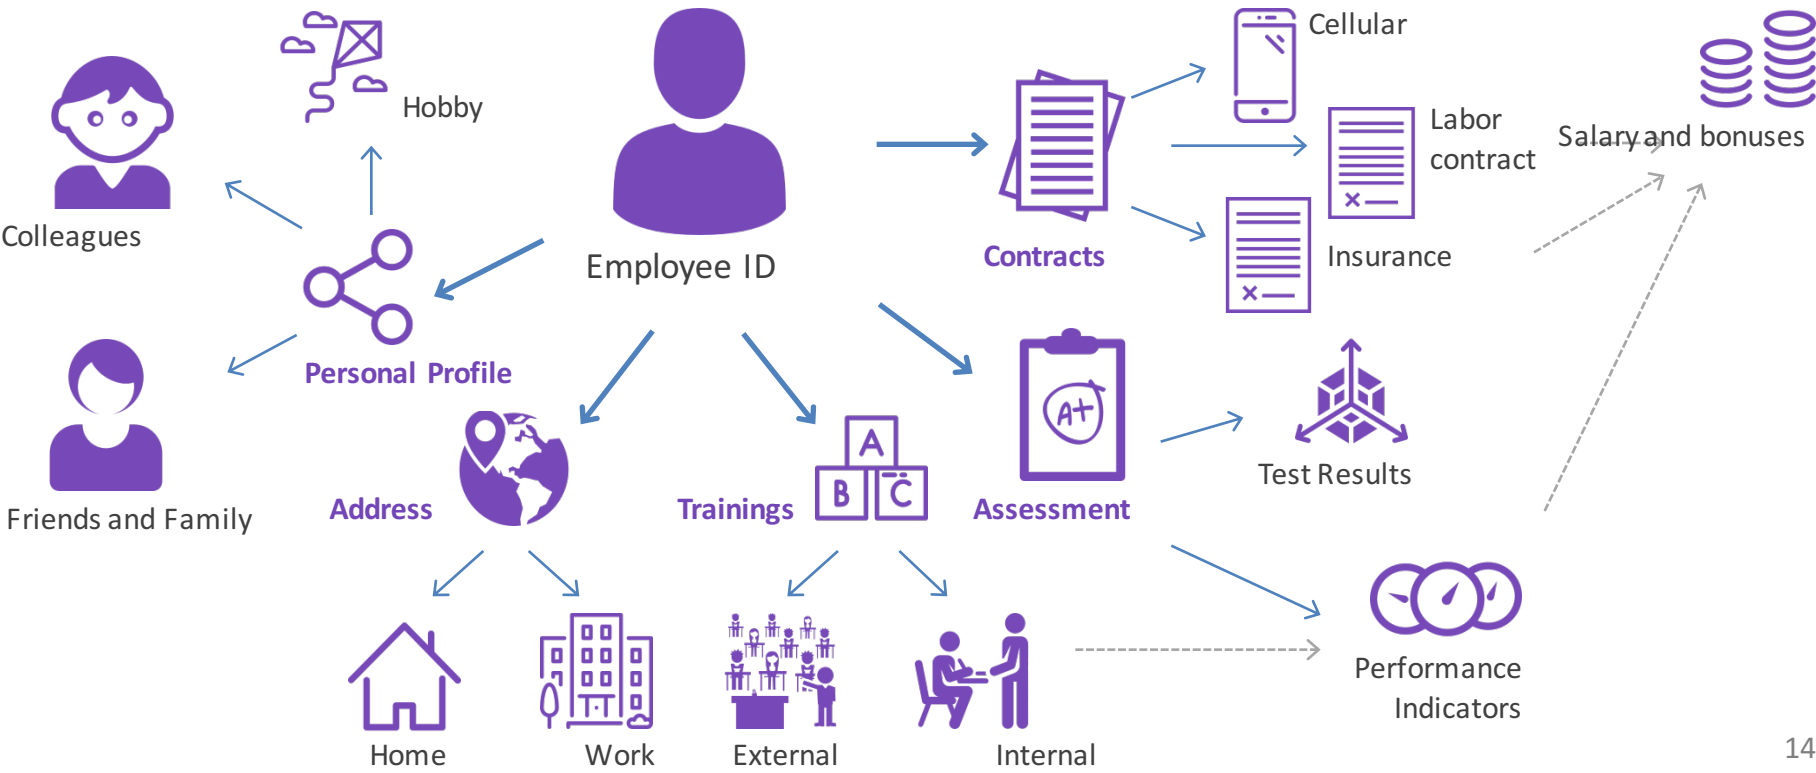 Cellular
Hobby
Labor
contract
Salary and bonuses
Colleagues
Employee ID
Contracts
Insurance
Personal Profile
A+
A
B C
Test Results
Friends and Family
Address
Trainings
Assessment
Performance
Indicators
Home
Work
External
Internal
14